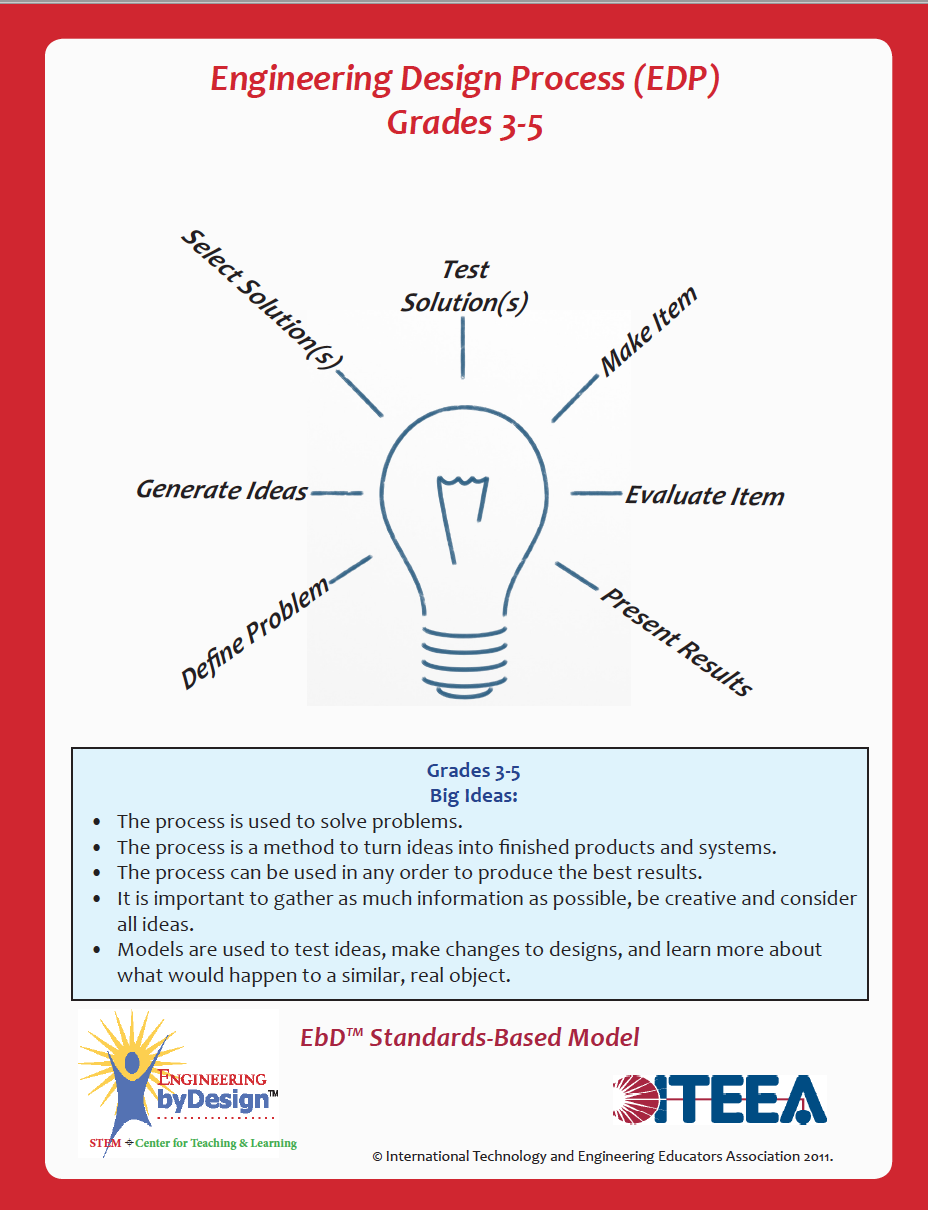 Engineering Design Process (EDP)
Grades 3-5
Select Solution(s)
Test
Solution(s)
Make Item
Generate Ideas
Evaluate Item
Define Problem
Present Results
Grades 3-5
Big Ideas:
• The process is used to solve problems.
• The process is a method to turn ideas into finished products and systems.
• The process can be used in any order to produce the best results.
• It is important to gather as much information as possible, be creative and consider
all ideas.
• Models are used to test ideas, make changes to designs, and learn more about
what would happen to a similar, real object.
EbD™ Standards-Based Model
ENGINEERING
byDesign™
STEM ÷ Center for Teaching & Learning
ITEEA
© International Technology and Engineering Educators Association 2011.